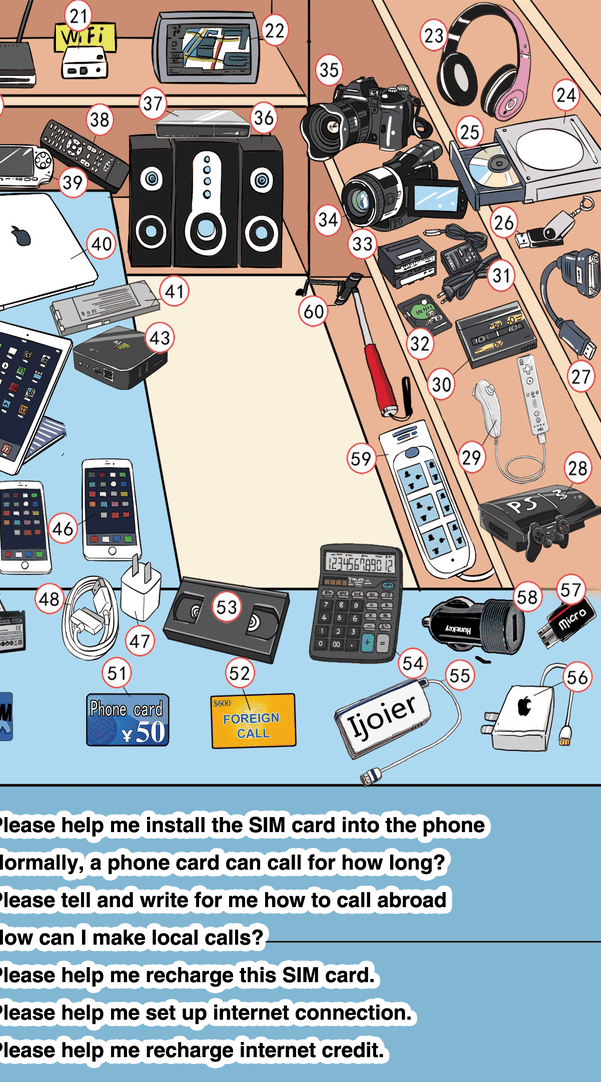 21
WiFi
22
23
24
35
37
36
38
25
39
34
26
33
40
31
41
60
32
43
27
30
29
59
28
PS 3
46
48
47
53
123456789012
58
57
Huntkey
Micro
54
51
52
55
56
Phone card
¥50
$600
FOREIGN
CALL
Ijoier
Please help me install the SIM card into the phone
Normally, a phone card can call for how long?
Please tell and write for me how to call abroad
How can I make local calls?
Please help me recharge this SIM card.
Please help me set up internet connection.
Please help me recharge internet credit.